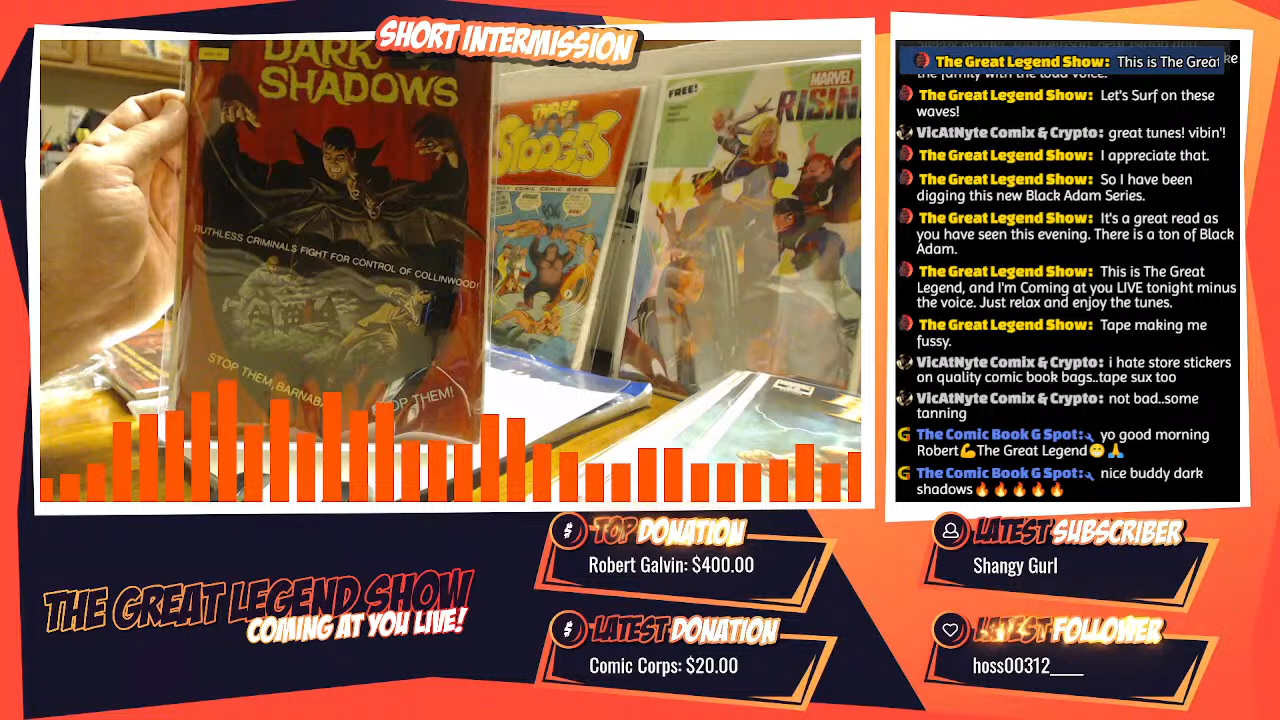 SHORT INTERMISSION
DARK
SHADOWS
RUTHLESS CRIMINALS FIGHT FOR CONTROL OF COLLINWOOD!
STOP THEM, BARNABAS
STOP THEM!
THREE
STOOGES
FREE!
MARVEL
RISING
The Great Legend Show: This is The Great
the family with the loud voice.
The Great Legend Show: Let's Surf on these
waves!
VicAtNyte Comix & Crypto: great tunes! vibin'!
The Great Legend Show: I appreciate that.
The Great Legend Show: So I have been
digging this new Black Adam Series.
The Great Legend Show: It's a great read as
you have seen this evening. There is a ton of Black
Adam.
The Great Legend Show: This is The Great
Legend, and I'm Coming at you LIVE tonight minus
the voice. Just relax and enjoy the tunes.
The Great Legend Show: Tape making me
fussy.
VicAtNyte Comix & Crypto: i hate store stickers
on quality comic book bags..tape sux too
VicAtNyte Comix & Crypto: not bad..some
tanning
The Comic Book G Spot: yo good morning
Robert💪The Great Legend😁🙏
The Comic Book G Spot: nice buddy dark
shadows🔥🔥🔥🔥🔥
THE GREAT LEGEND SHOW
COMING AT YOU LIVE!
TOP DONATION
Robert Galvin: $400.00
LATEST DONATION
Comic Corps: $20.00
LATEST SUBSCRIBER
Shangy Gurl
LATEST FOLLOWER
hoss00312____